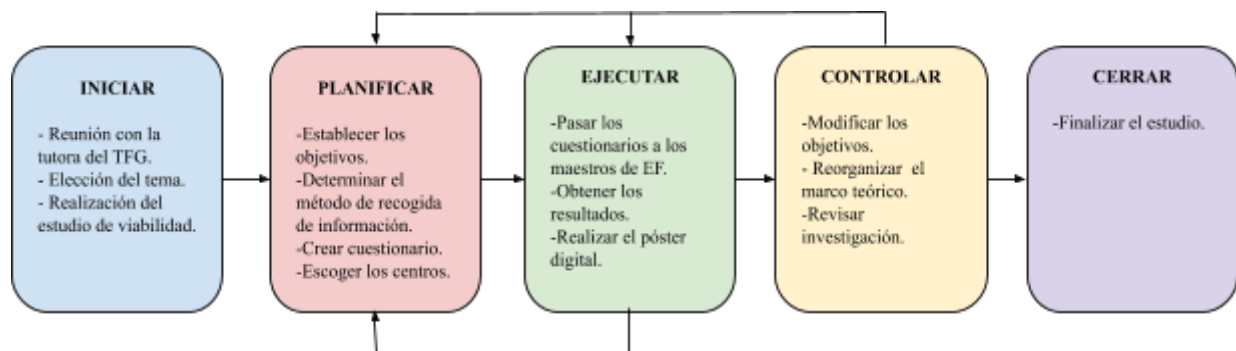 INICIAR
- Reunión con la
tutora del TFG.
- Elección del tema.
- Realización del
estudio de viabilidad.
PLANIFICAR
-Establecer los
objetivos.
-Determinar el
método de recogida
de información.
-Crear cuestionario.
-Escoger los centros.
EJECUTAR
-Pasar los
cuestionarios a los
maestros de EF.
-Obtener los
resultados.
-Realizar el póster
digital.
CONTROLAR
-Modificar los
objetivos.
- Reorganizar el
marco teórico.
-Revisar
investigación.
CERRAR
-Finalizar el estudio.